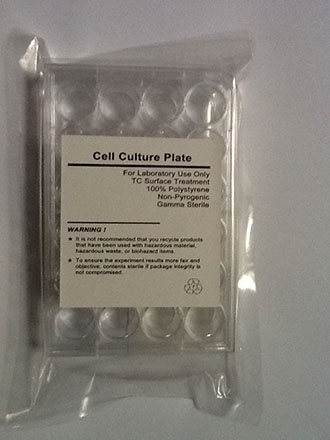 Cell Culture Plate
For Laboratory Use Only
TC Surface Treatment
100% Polystyrene
Non-Pyrogenic
Gamma Sterile
WARNING !
★ It is not recommended that you recycle products
that have been used with hazardous material,
hazardous waste, or biohazard items.
★ To ensure the experiment results more fair and
objective, contents sterile if package integrity is
not compromised.